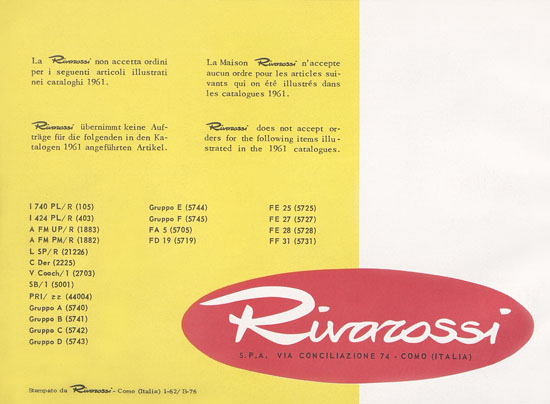 La Rivarossi non accetta ordini
per i seguenti articoli illustrati
nei cataloghi 1961.
La Maison Rivarossi n'accepte
aucun ordre pour les articles sui-
vants qui on été illustrés dans
les catalogues 1961.
Rivarossi übernimmt keine Auf-
träge für die folgenden in den Ka-
talogen 1961 angeführten Artikel.
Rivarossi does not accept or-
ders for the following items illu-
strated in the 1961 catalogues.
I 740 PL/R (105)
I 424 PL/R (403)
A FM UP/R (1883)
A FM PM/R (1882)
L SP/R (21226)
C Der (2225)
V Coach/1 (2703)
SB/1 (5001)
PRI/ zz (44004)
Gruppo A (5740)
Gruppo B (5741)
Gruppo C (5742)
Gruppo D (5743)
Gruppo E (5744)
Gruppo F (5745)
FA 5 (5705)
FD 19 (5719)
FE 25 (5725)
FE 27 (5727)
FE 28 (5728)
FF 31 (5731)
Rivarossi
S.P.A. VIA CONCILIAZIONE 74 - COMO (ITALIA)
Stampato da Rivarossi - Como (Italia) 1-62/ B-76